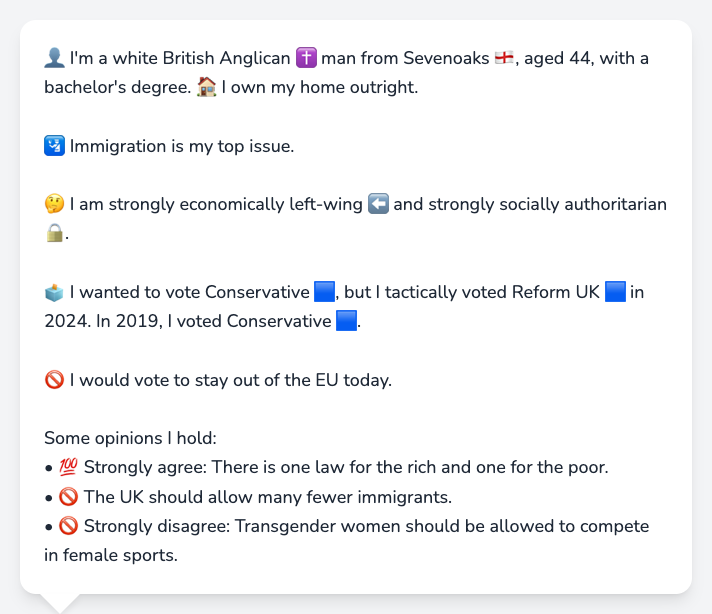 👤 I'm a white British Anglican ✝️ man from Sevenoaks 🏴󠁧󠁢󠁥󠁮󠁧󠁿, aged 44, with a
bachelor's degree. 🏠 I own my home outright.
🛂 Immigration is my top issue.
🤔 I am strongly economically left-wing ⬅️ and strongly socially authoritarian
🔒.
🗳️ I wanted to vote Conservative 🟦, but I tactically voted Reform UK 🟦 in
2024. In 2019, I voted Conservative 🟦.
🚫 I would vote to stay out of the EU today.
Some opinions I hold:
• 💯 Strongly agree: There is one law for the rich and one for the poor.
• 🚫 The UK should allow many fewer immigrants.
• 🚫 Strongly disagree: Transgender women should be allowed to compete
in female sports.